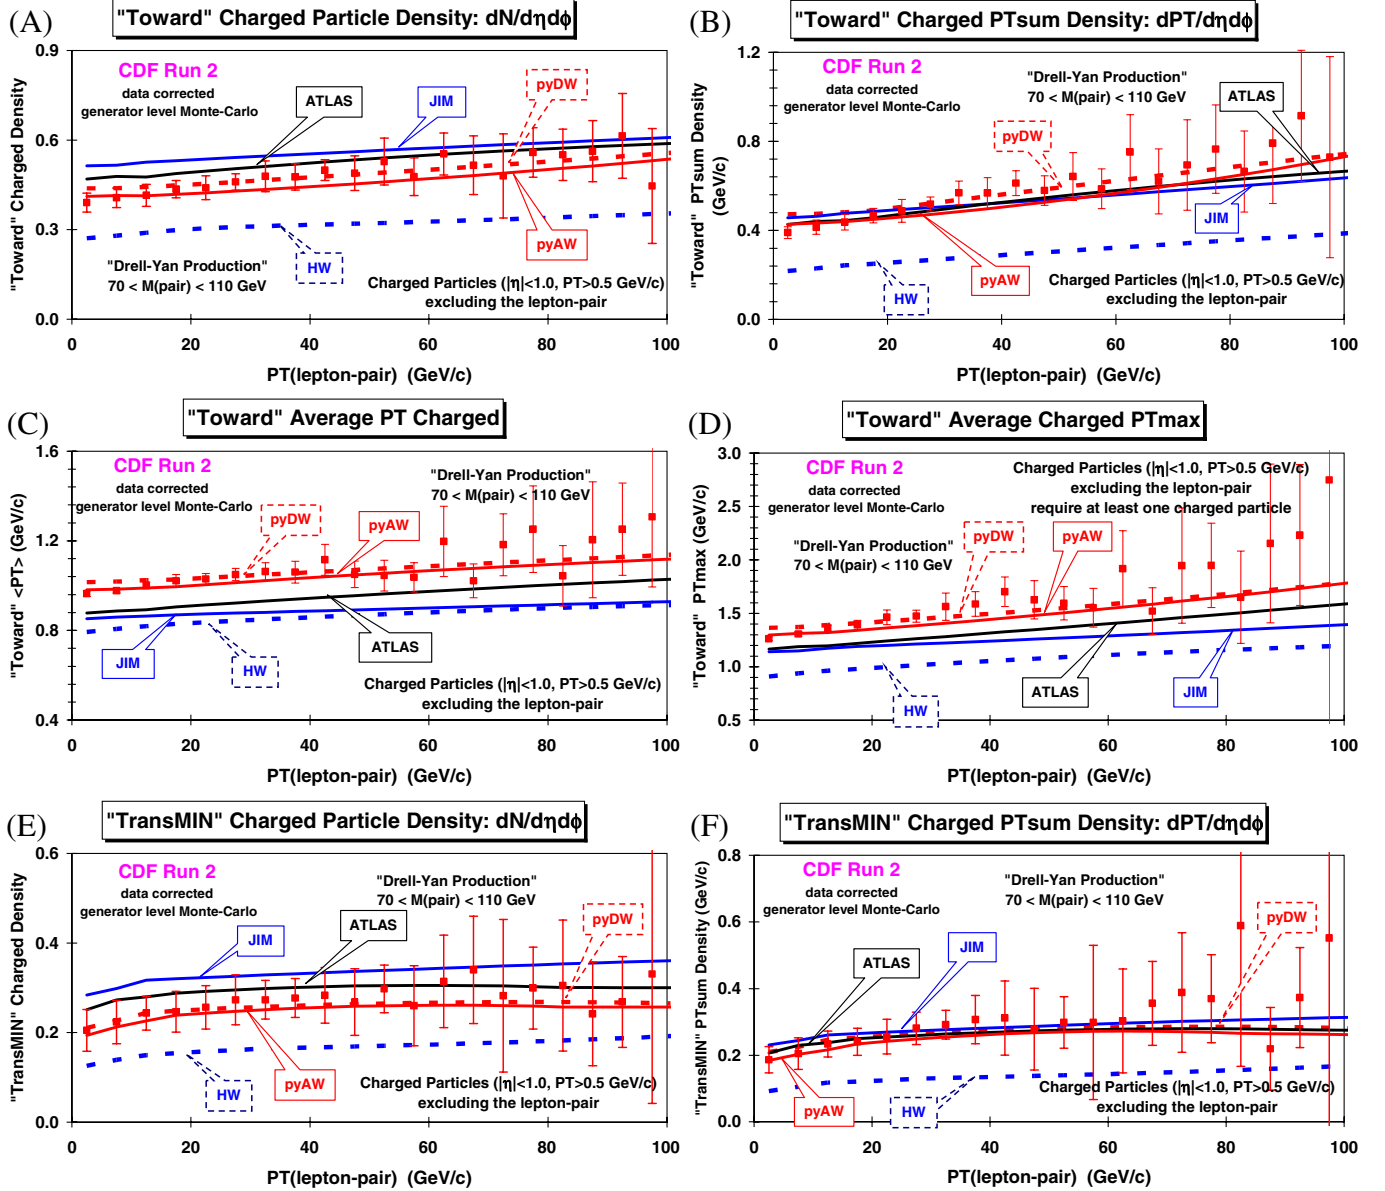 (A)
"Toward" Charged Particle Density: dN/dηdϕ
0.9
0.6
0.3
0.0
"Toward" Charged Density
CDF Run 2
data corrected
generator level Monte-Carlo
ATLAS
JIM
pyDW
pyAW
HW
"Drell-Yan Production"
70 < M(pair) < 110 GeV
Charged Particles (|η|<1.0, PT>0.5 GeV/c)
excluding the lepton-pair
0 20 40 60 80 100
PT(lepton-pair) (GeV/c)
(B)
"Toward" Charged PTsum Density: dPT/dηdϕ
1.2
0.8
0.4
0.0
"Toward" PTsum Density
(GeV/c)
CDF Run 2
data corrected
generator level Monte-Carlo
"Drell-Yan Production"
70 < M(pair) < 110 GeV
ATLAS
pyDW
JIM
pyAW
HW
Charged Particles (|η|<1.0, PT>0.5 GeV/c)
excluding the lepton-pair
0 20 40 60 80 100
PT(lepton-pair) (GeV/c)
(C)
"Toward" Average PT Charged
1.6
1.2
0.8
0.4
"Toward" <PT> (GeV/c)
CDF Run 2
data corrected
generator level Monte-Carlo
"Drell-Yan Production"
70 < M(pair) < 110 GeV
pyDW
pyAW
JIM
HW
ATLAS
Charged Particles (|η|<1.0, PT>0.5 GeV/c)
excluding the lepton-pair
0 20 40 60 80 100
PT(lepton-pair) (GeV/c)
(D)
"Toward" Average Charged PTmax
3.0
2.5
2.0
1.5
1.0
0.5
"Toward" PTmax (GeV/c)
CDF Run 2
data corrected
generator level Monte-Carlo
Charged Particles (|η|<1.0, PT>0.5 GeV/c)
excluding the lepton-pair
require at least one charged particle
"Drell-Yan Production"
70 < M(pair) < 110 GeV
pyDW
pyAW
HW
ATLAS
JIM
0 20 40 60 80 100
PT(lepton-pair) (GeV/c)
(E)
"TransMIN" Charged Particle Density: dN/dηdϕ
0.6
0.4
0.2
0.0
"TransMIN" Charged Density
CDF Run 2
data corrected
generator level Monte-Carlo
"Drell-Yan Production"
70 < M(pair) < 110 GeV
JIM
ATLAS
pyDW
HW
pyAW
Charged Particles (|η|<1.0, PT>0.5 GeV/c)
excluding the lepton-pair
0 20 40 60 80 100
PT(lepton-pair) (GeV/c)
(F)
"TransMIN" Charged PTsum Density: dPT/dηdϕ
0.8
0.6
0.4
0.2
0.0
"TransMIN" PTsum Density (GeV/c)
CDF Run 2
data corrected
generator level Monte-Carlo
"Drell-Yan Production"
70 < M(pair) < 110 GeV
ATLAS
JIM
pyDW
pyAW
HW
Charged Particles (|η|<1.0, PT>0.5 GeV/c)
excluding the lepton-pair
0 20 40 60 80 100
PT(lepton-pair) (GeV/c)